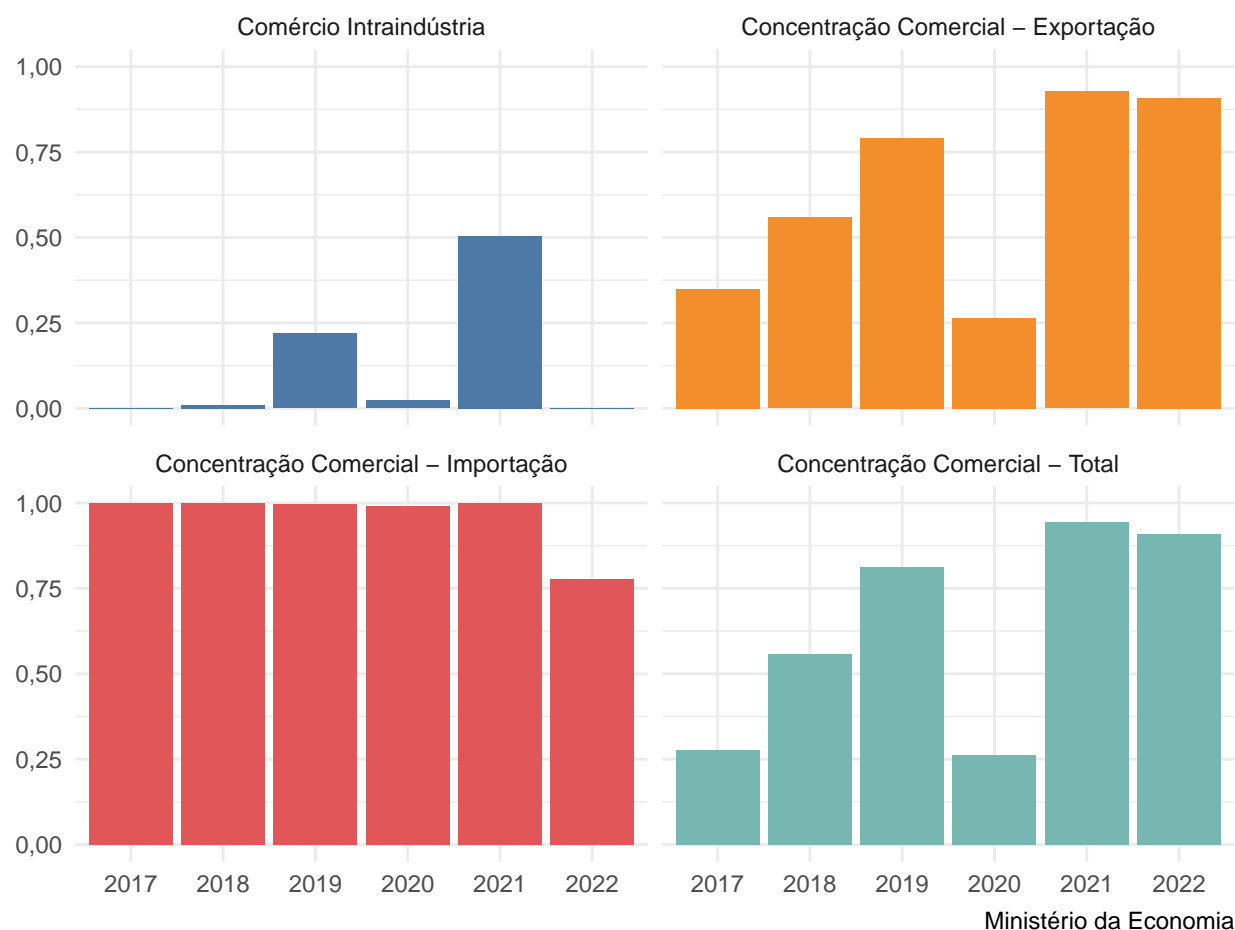 Comércio Intraindústria
Concentração Comercial – Exportação
1,00
0,75
0,50
0,25
0,00
Concentração Comercial – Importação
Concentração Comercial – Total
1,00
0,75
0,50
0,25
0,00
2017 2018 2019 2020 2021 2022
2017 2018 2019 2020 2021 2022
Ministério da Economia